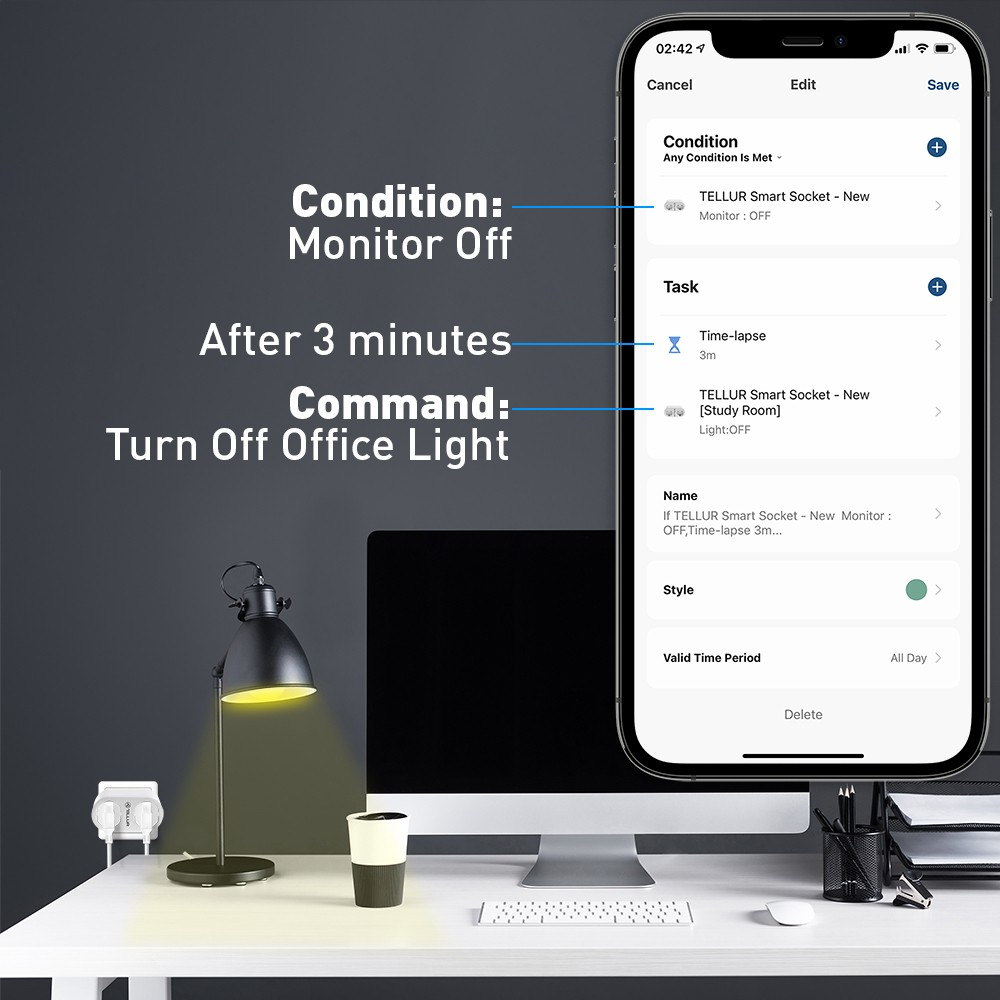 02:42
Cancel
Edit
Save
Condition
Any Condition Is Met
TELLUR Smart Socket - New
Monitor : OFF
Task
Time-lapse
3m
TELLUR Smart Socket - New
[Study Room]
Light:OFF
Name
If TELLUR Smart Socket - New Monitor :
OFF,Time-lapse 3m...
Style
Valid Time Period
All Day
Delete
Condition:
Monitor Off
After 3 minutes
Command:
Turn Off Office Light
TELLUR